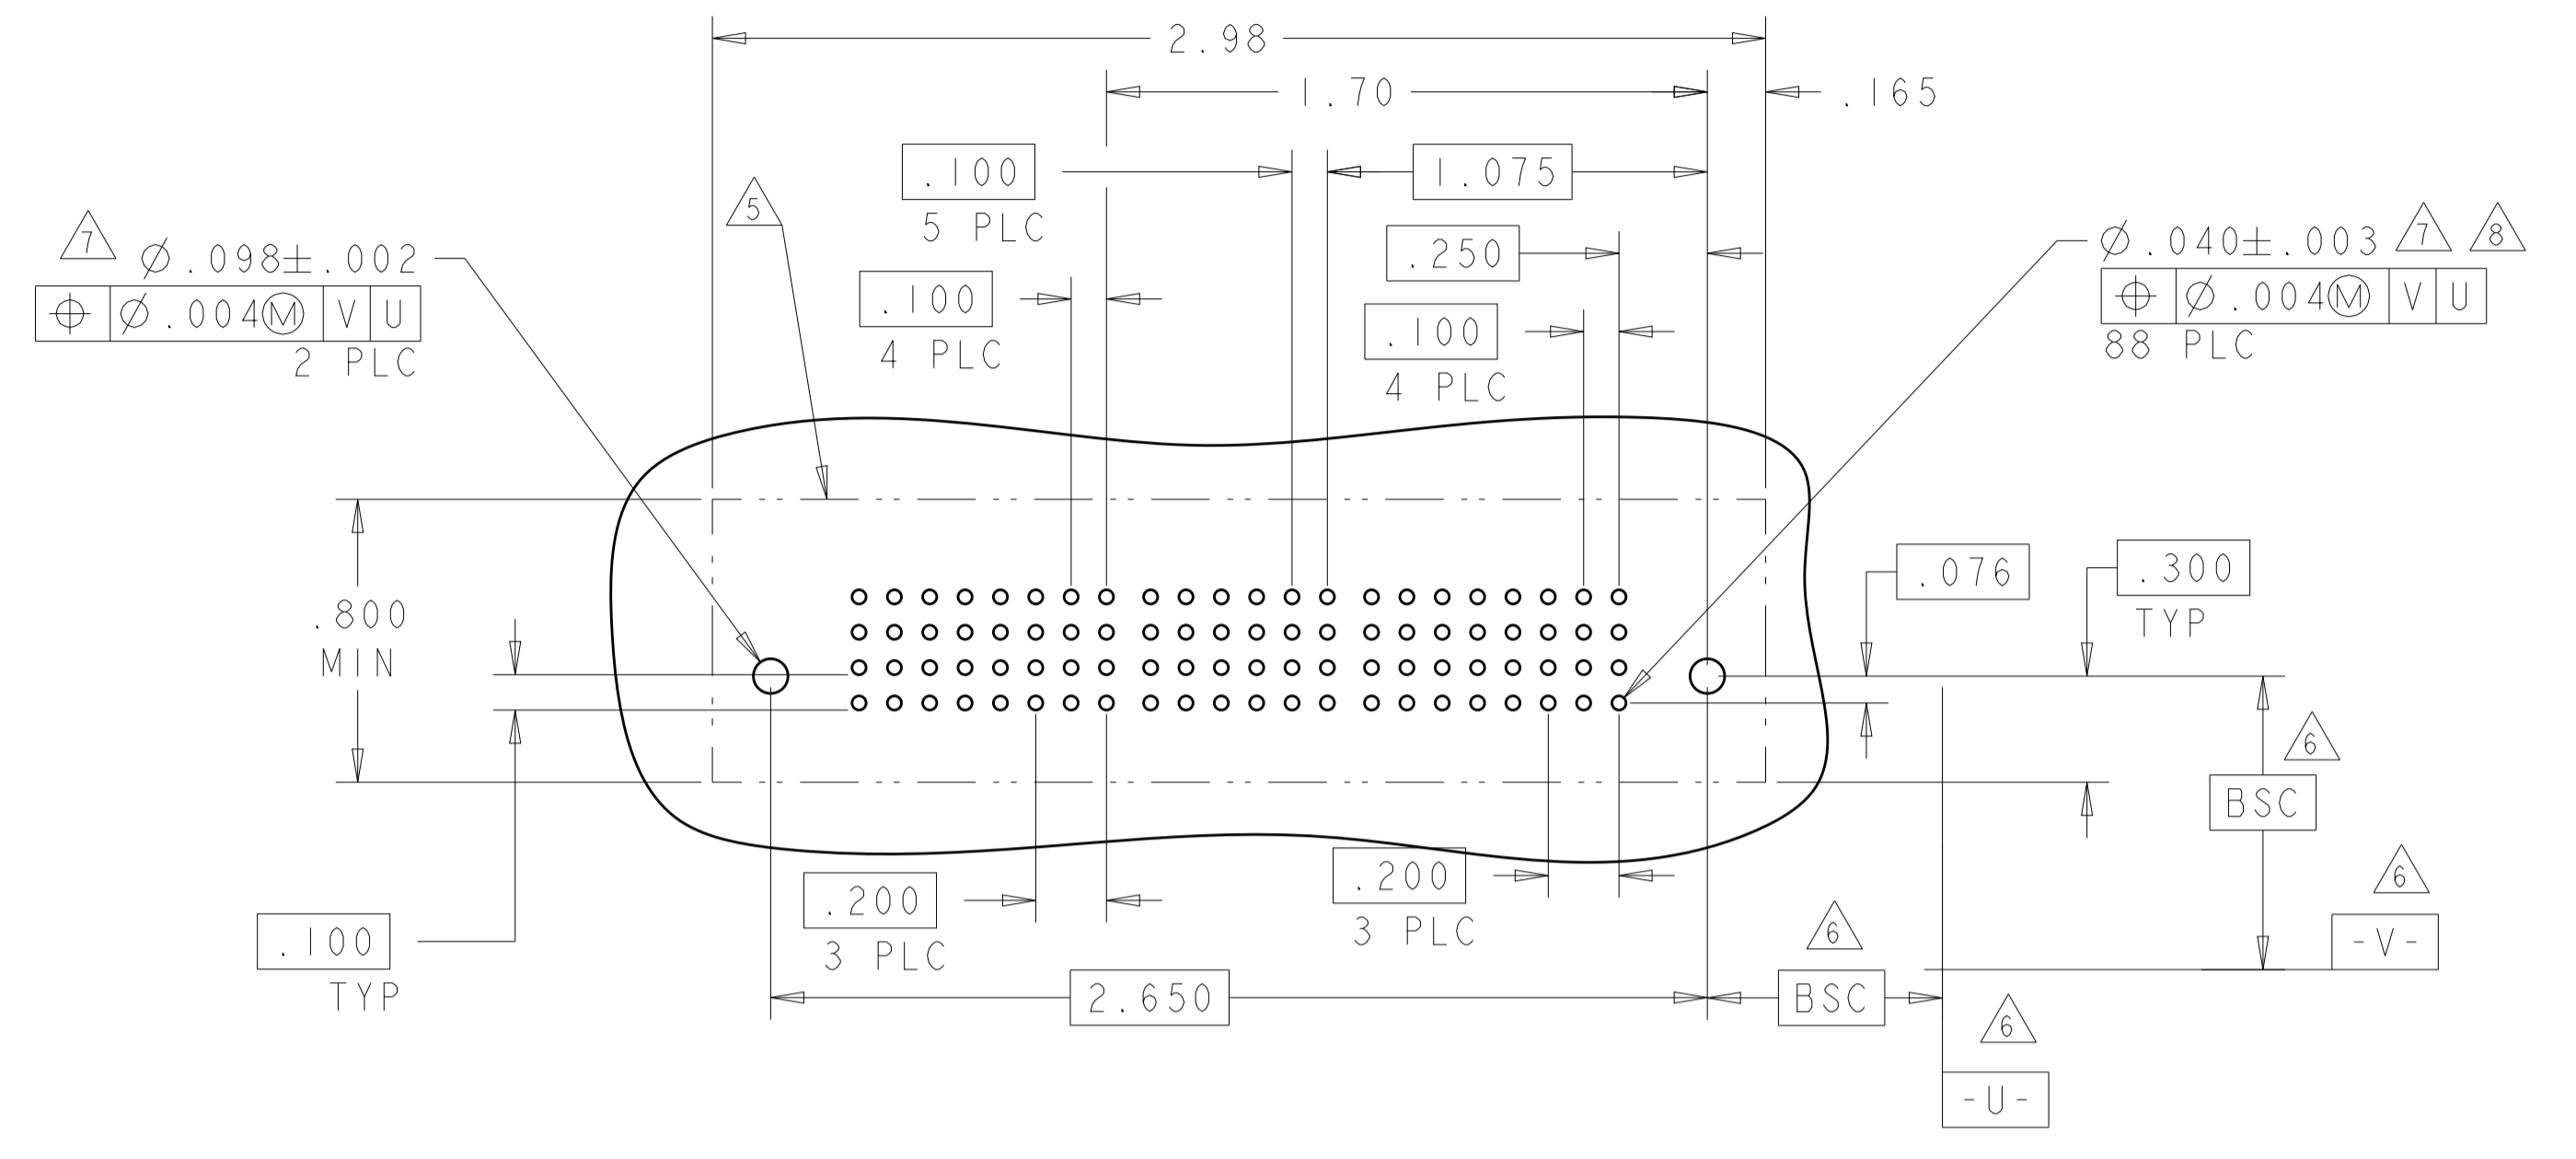 2.98
1.70
.165
.100
5 PLC
1.075
5
.250
7
⌀.098±.002
⌖ ⌀.004Ⓜ V U
2 PLC
.100
4 PLC
.100
4 PLC
⌀.040±.003 7 8
⌖ ⌀.004Ⓜ V U
88 PLC
.800
MIN
.076
.300
TYP
6
BSC
.200
3 PLC
.200
3 PLC
6
-V-
.100
TYP
2.650
6
BSC
6
-U-